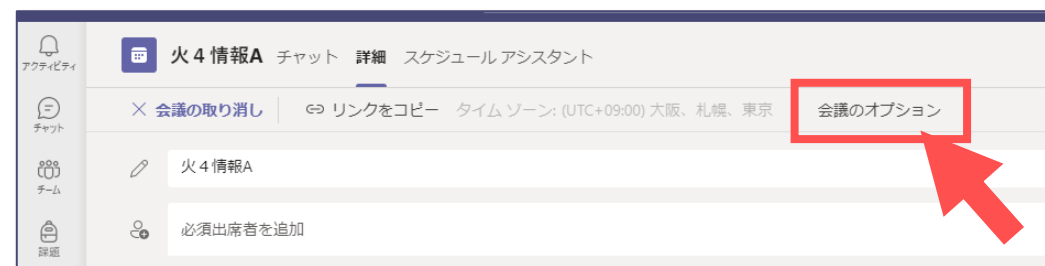 アクティビティ
チャット
チーム
課題
火４情報A チャット 詳細 スケジュール アシスタント
会議の取り消し リンクをコピー タイム ゾーン: (UTC+09:00) 大阪、札幌、東京 会議のオプション
火４情報A
必須出席者を追加